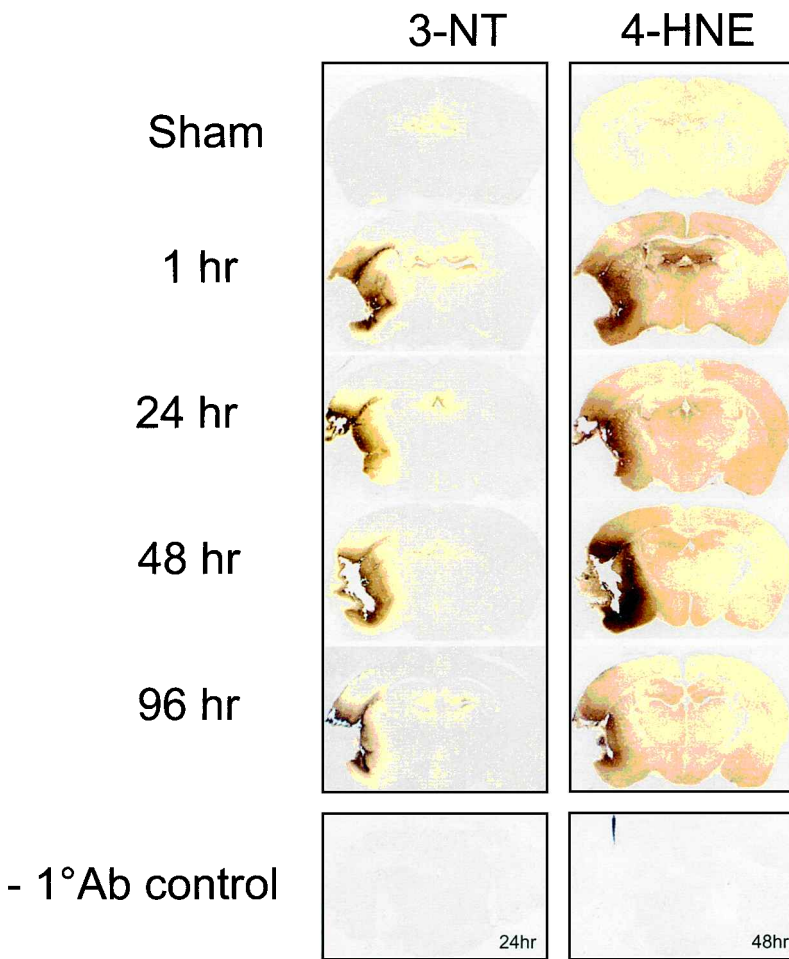 3-NT 4-HNE
Sham
1 hr
24 hr
48 hr
96 hr
- 1°Ab control
24hr 48hr